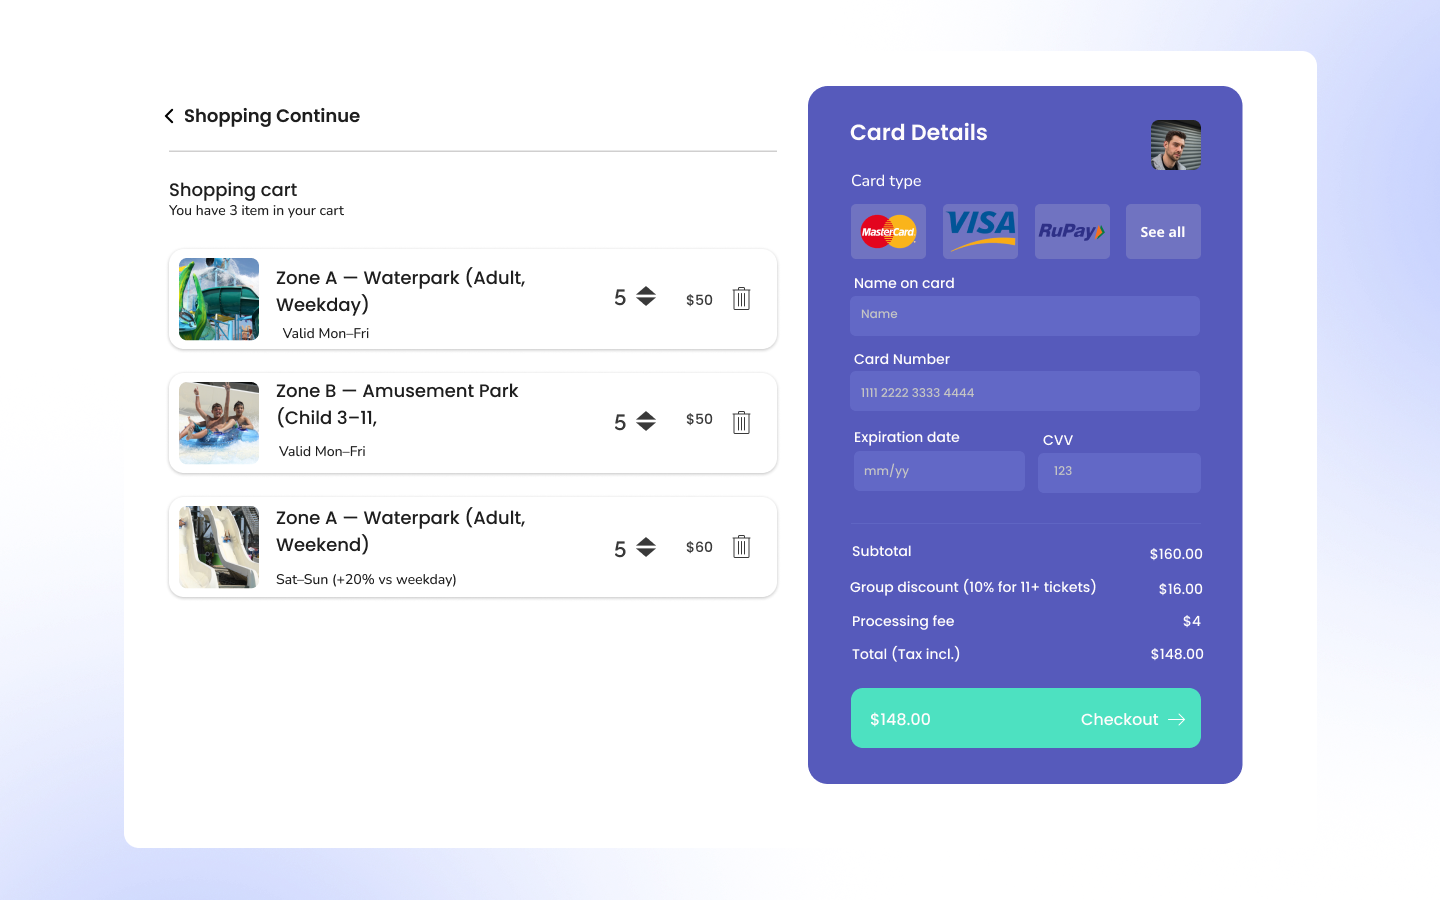 Shopping Continue
Shopping cart
You have 3 item in your cart
Zone A — Waterpark (Adult,
Weekday)
Valid Mon–Fri
5
$50
Zone B — Amusement Park
(Child 3–11,
Valid Mon–Fri
5
$50
Zone A — Waterpark (Adult,
Weekend)
Sat–Sun (+20% vs weekday)
5
$60
Card Details
Card type
MasterCard
VISA
RuPay
See all
Name on card
Name
Card Number
1111 2222 3333 4444
Expiration date
CVV
mm/yy
123
Subtotal
$160.00
Group discount (10% for 11+ tickets)
$16.00
Processing fee
$4
Total (Tax incl.)
$148.00
$148.00
Checkout